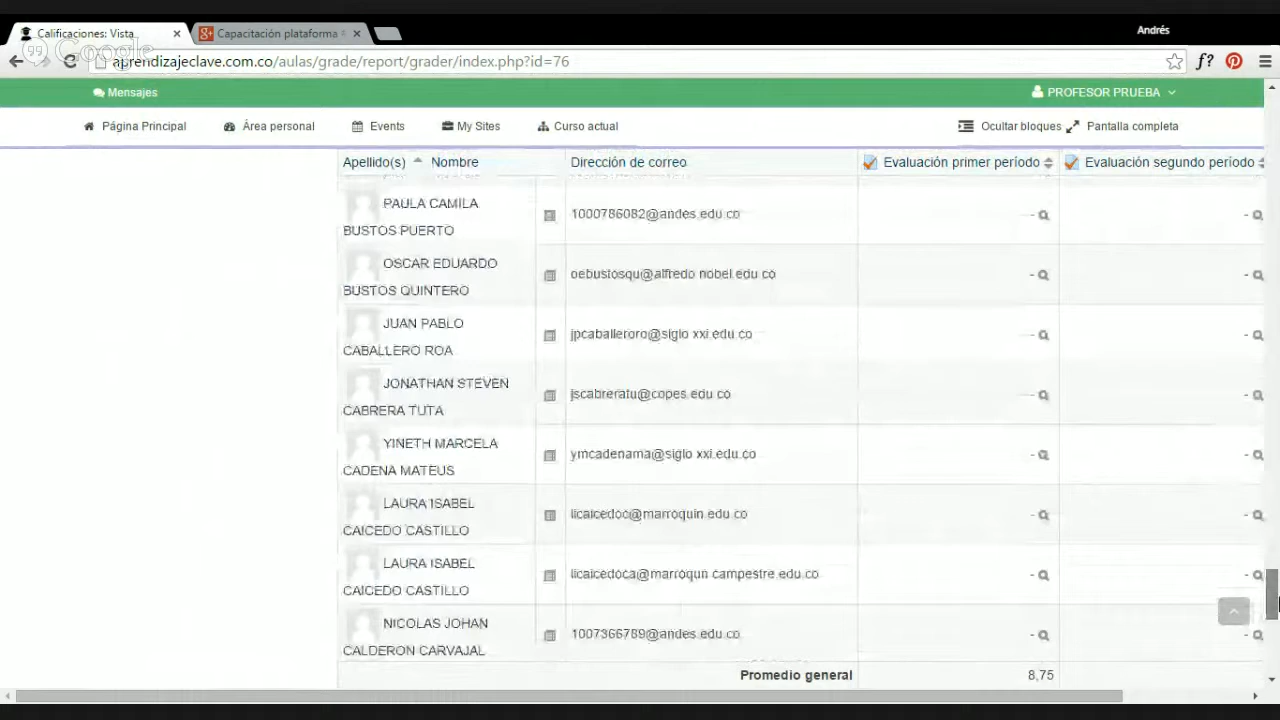 Calificaciones: Vista
Capacitación plataforma
Andrés
Google
aprendizajeclave.com.co/aulas/grade/report/grader/index.php?id=76
f?
Mensajes
PROFESOR PRUEBA
Página Principal Área personal Events My Sites Curso actual Ocultar bloques Pantalla completa
Apellido(s) Nombre Dirección de correo Evaluación primer período Evaluación segundo período
PAULA CAMILA
BUSTOS PUERTO 1000786082@andes.edu.co - -
OSCAR EDUARDO
BUSTOS QUINTERO oebustosqu@alfredo nobel.edu.co - -
JUAN PABLO
CABALLERO ROA jpcaballeroro@siglo xxi.edu.co - -
JONATHAN STEVEN
CABRERA TUTA jscabreratu@copes.edu.co - -
YINETH MARCELA
CADENA MATEUS ymcadenama@siglo xxi.edu.co - -
LAURA ISABEL
CAICEDO CASTILLO licaicedoc@marroquin.edu.co - -
LAURA ISABEL
CAICEDO CASTILLO licaicedoca@marroqun campestre.edu.co - -
NICOLAS JOHAN
CALDERON CARVAJAL 1007366789@andes.edu.co - -
Promedio general 8,75